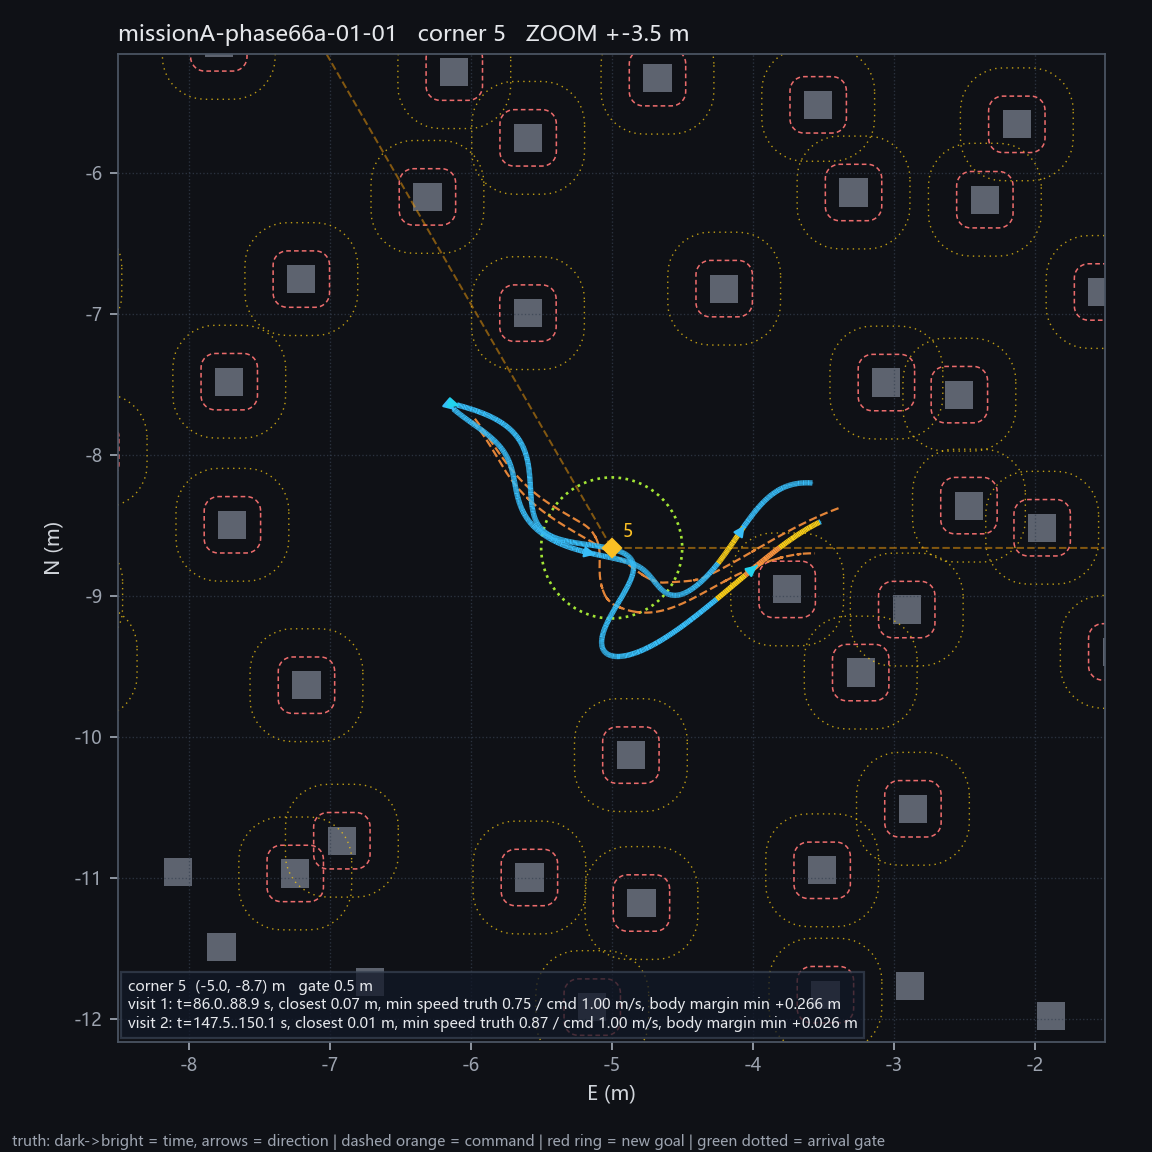 missionA-phase66a-01-01   corner 5   ZOOM +-3.5 m
-6
-7
-8
-9
-10
-11
-12
N (m)
5
corner 5  (-5.0, -8.7) m   gate 0.5 m
visit 1: t=86.0..88.9 s, closest 0.07 m, min speed truth 0.75 / cmd 1.00 m/s, body margin min +0.266 m
visit 2: t=147.5..150.1 s, closest 0.01 m, min speed truth 0.87 / cmd 1.00 m/s, body margin min +0.026 m
-8 -7 -6 -5 -4 -3 -2
E (m)
truth: dark->bright = time, arrows = direction | dashed orange = command | red ring = new goal | green dotted = arrival gate